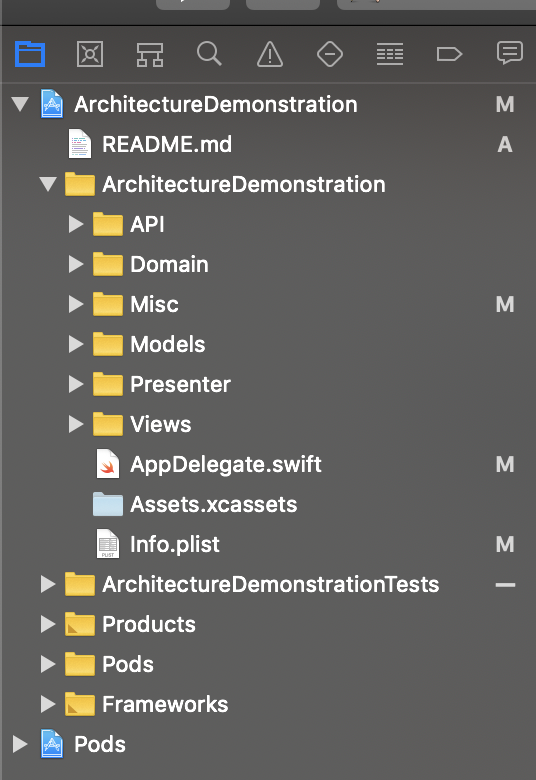 ArchitectureDemonstration M
README.md A
ArchitectureDemonstration
API
Domain
Misc M
Models
Presenter
Views
AppDelegate.swift M
Assets.xcassets
PLIST Info.plist M
ArchitectureDemonstrationTests
Products
Pods
Frameworks
Pods